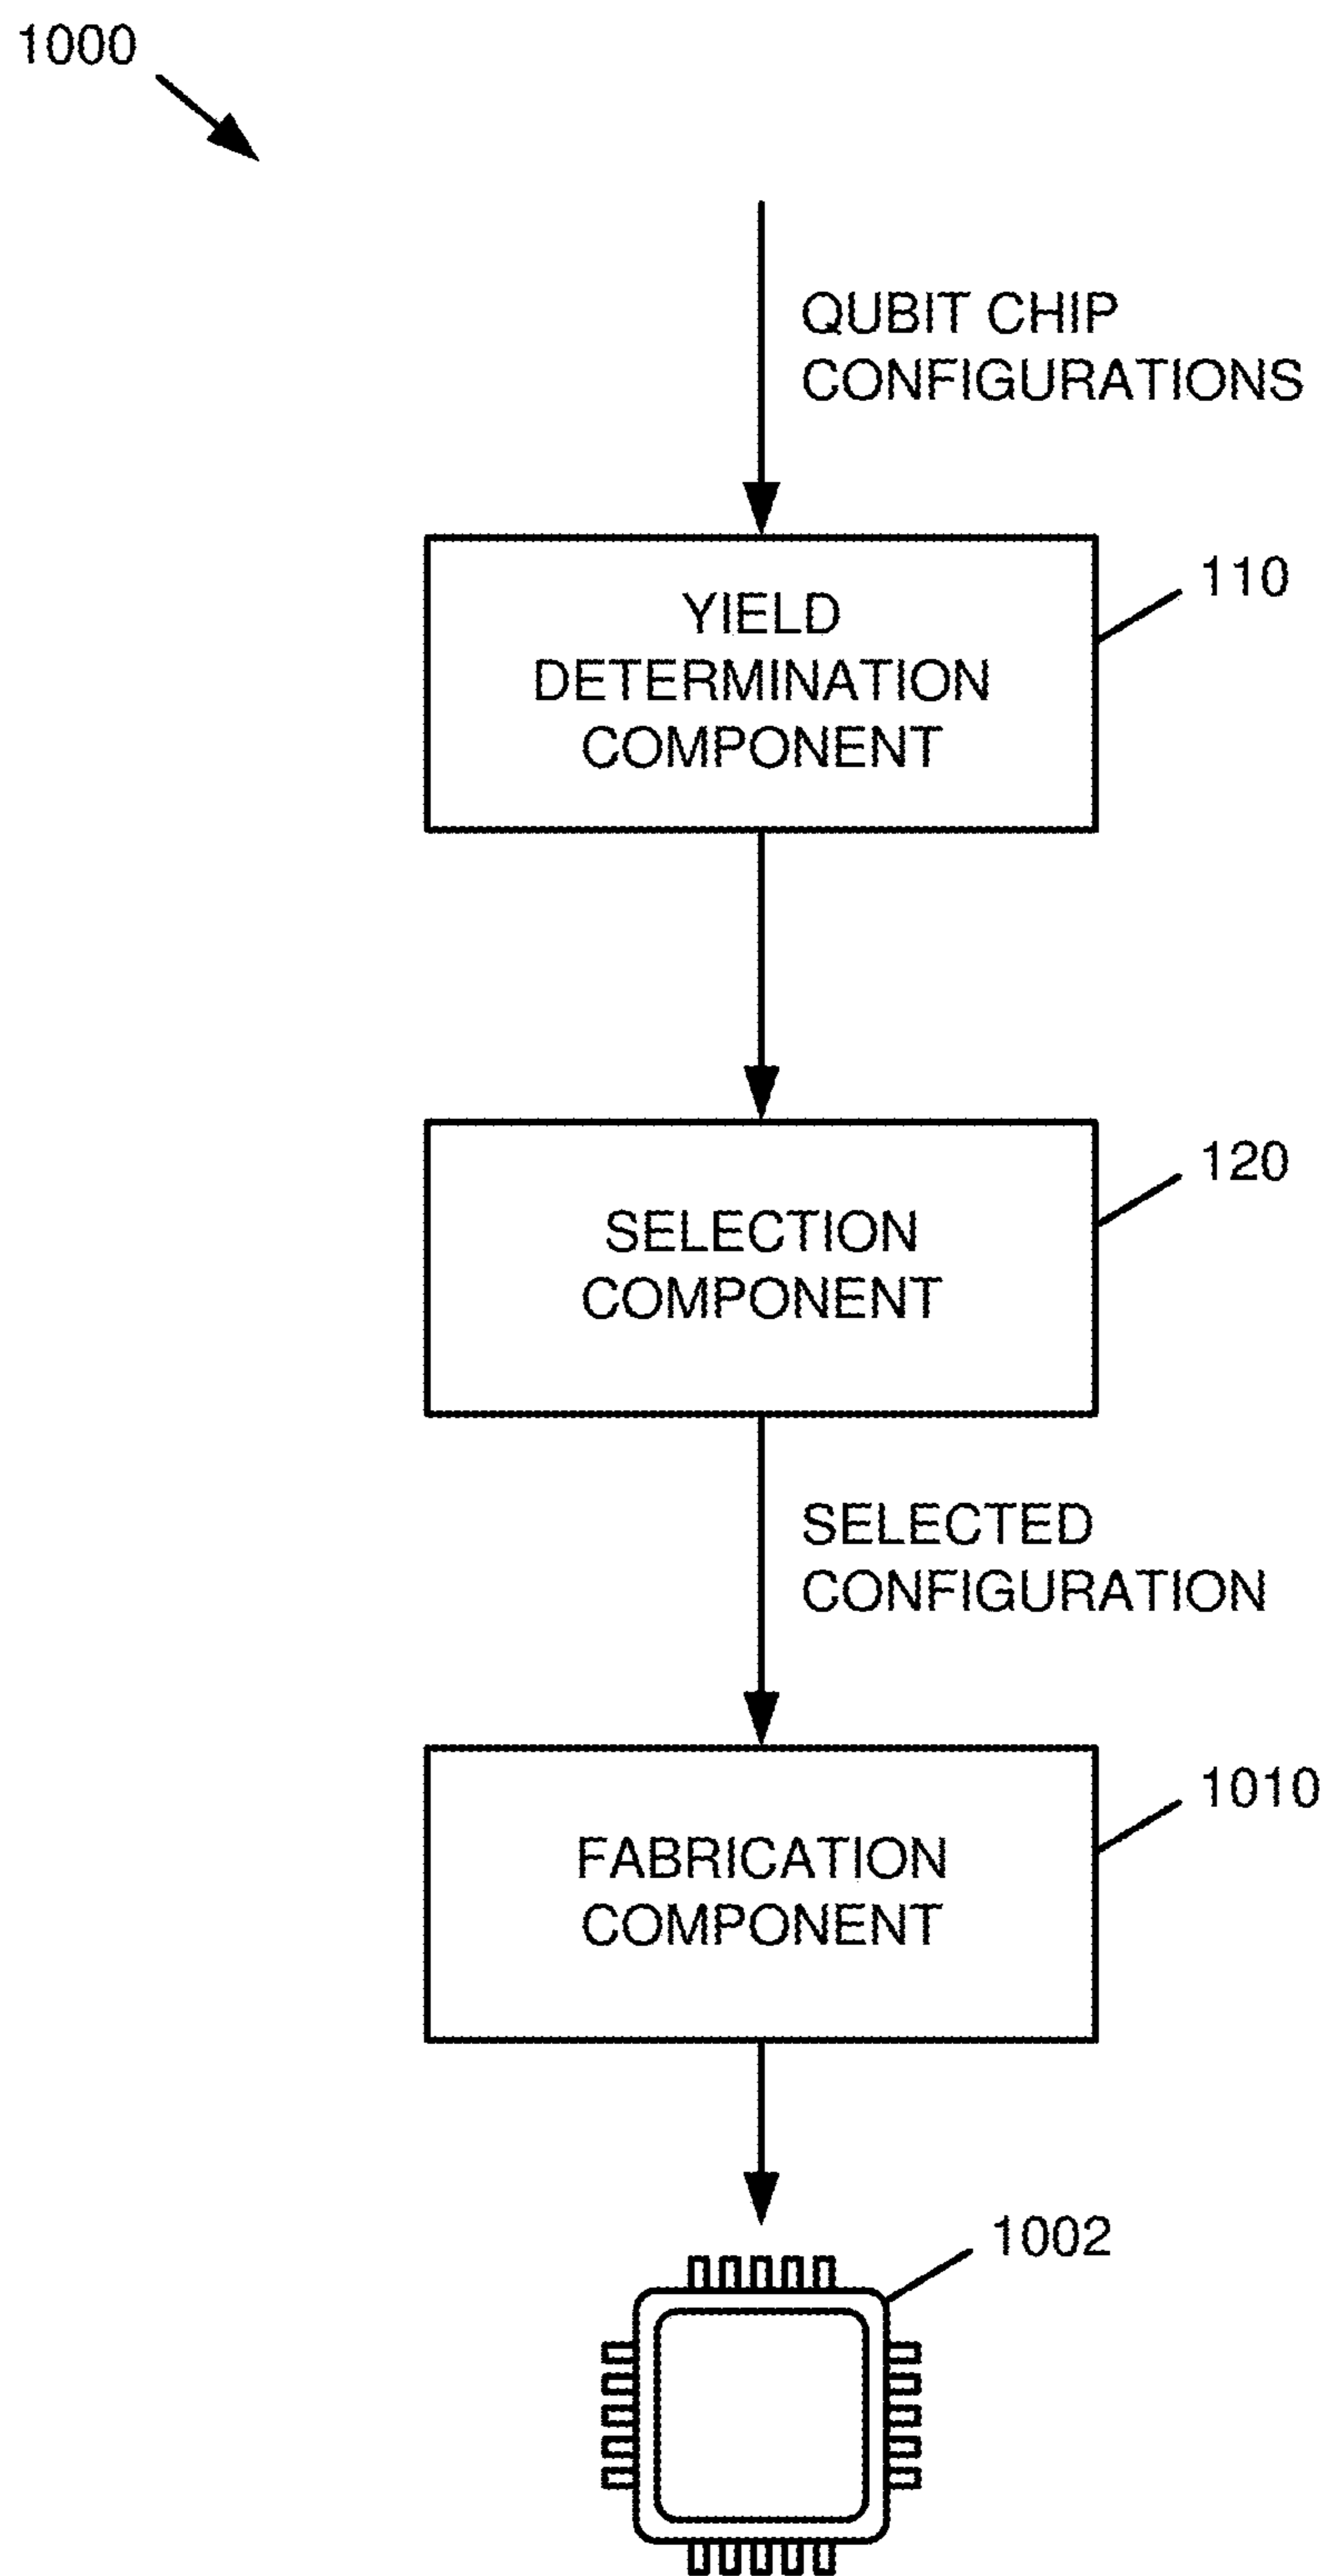 1000
QUBIT CHIP
CONFIGURATIONS
YIELD
DETERMINATION
COMPONENT
110
SELECTION
COMPONENT
120
SELECTED
CONFIGURATION
FABRICATION
COMPONENT
1010
1002